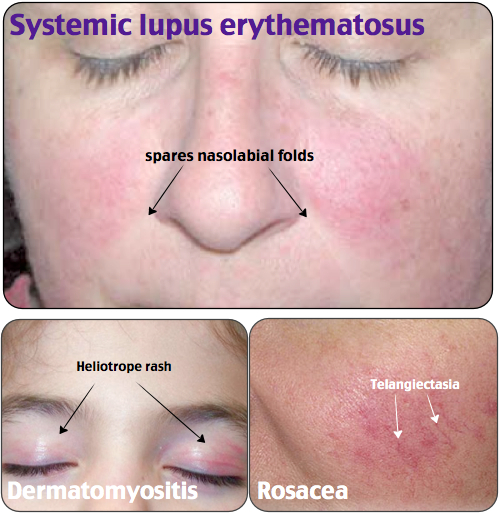 Systemic lupus erythematosus
spares nasolabial folds
Heliotrope rash
Dermatomyositis
Telangiectasia
Rosacea